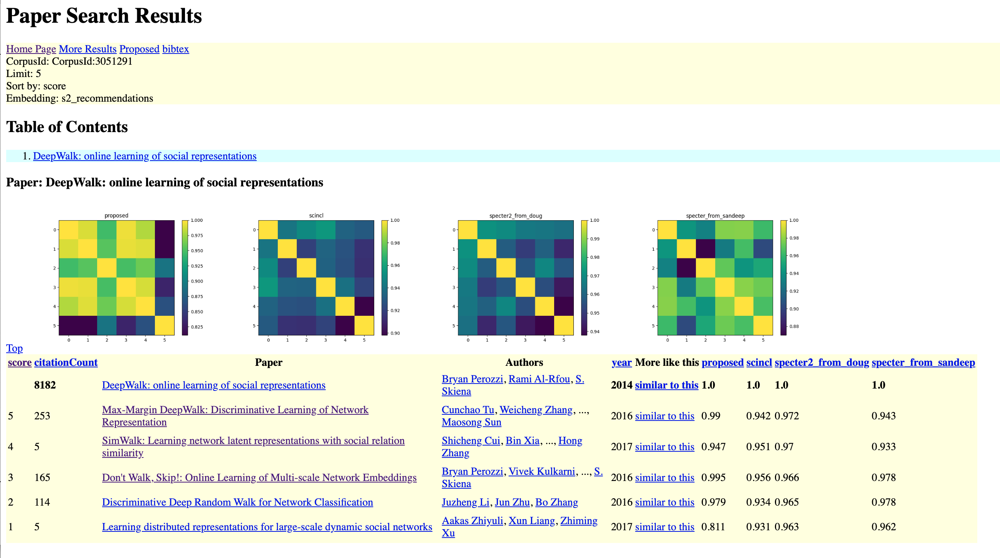 Paper Search Results
Home Page More Results Proposed bibtex
CorpusId: CorpusId:3051291
Limit: 5
Sort by: score
Embedding: s2_recommendations
Table of Contents
1. DeepWalk: online learning of social representations
Paper: DeepWalk: online learning of social representations
proposed
0
1
2
3
4
5
0 1 2 3 4 5
1.000
0.975
0.950
0.925
0.900
0.875
0.850
0.825
scincl
0
1
2
3
4
5
0 1 2 3 4 5
1.00
0.98
0.96
0.94
0.92
0.90
specter2_from_doug
0
1
2
3
4
5
0 1 2 3 4 5
1.00
0.99
0.98
0.97
0.96
0.95
0.94
specter_from_sandeep
0
1
2
3
4
5
0 1 2 3 4 5
1.00
0.98
0.96
0.94
0.92
0.90
0.88
Top
score citationCount Paper Authors year More like this proposed scincl specter2_from_doug specter_from_sandeep
8182 DeepWalk: online learning of social representations Bryan Perozzi, Rami Al-Rfou, S. 2014 similar to this 1.0 1.0 1.0 1.0
Skiena
5 253 Max-Margin DeepWalk: Discriminative Learning of Network Cunchao Tu, Weicheng Zhang, ..., 2016 similar to this 0.99 0.942 0.972 0.943
Representation Maosong Sun
4 5 SimWalk: Learning network latent representations with social relation Shicheng Cui, Bin Xia, ..., Hong 2017 similar to this 0.947 0.951 0.97 0.933
similarity Zhang
3 165 Don't Walk, Skip!: Online Learning of Multi-scale Network Embeddings Bryan Perozzi, Vivek Kulkarni, ..., S. 2016 similar to this 0.995 0.956 0.966 0.978
Skiena
2 114 Discriminative Deep Random Walk for Network Classification Juzheng Li, Jun Zhu, Bo Zhang 2016 similar to this 0.979 0.934 0.965 0.978
1 5 Learning distributed representations for large-scale dynamic social networks Aakas Zhiyuli, Xun Liang, Zhiming 2017 similar to this 0.811 0.931 0.963 0.962
Xu